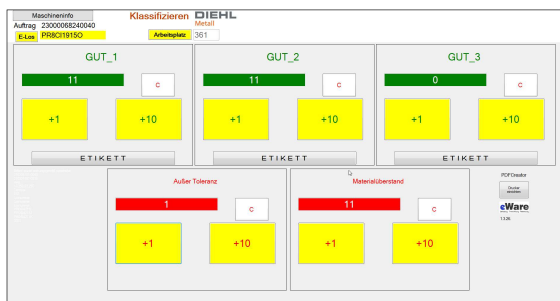 Maschineninfo
Klassifizieren DIEHL
Metall
Auftrag 23000068240040
E-Los PR8CI1915O
Arbeitsplatz 361
GUT_1
11
C
+1 +10
ETIKETT
GUT_2
11
C
+1 +10
ETIKETT
GUT_3
0
C
+1 +10
ETIKETT
Außer Toleranz
1
C
+1 +10
Materialüberstand
11
C
+1 +10
PDFCreator
Drucker
eWare